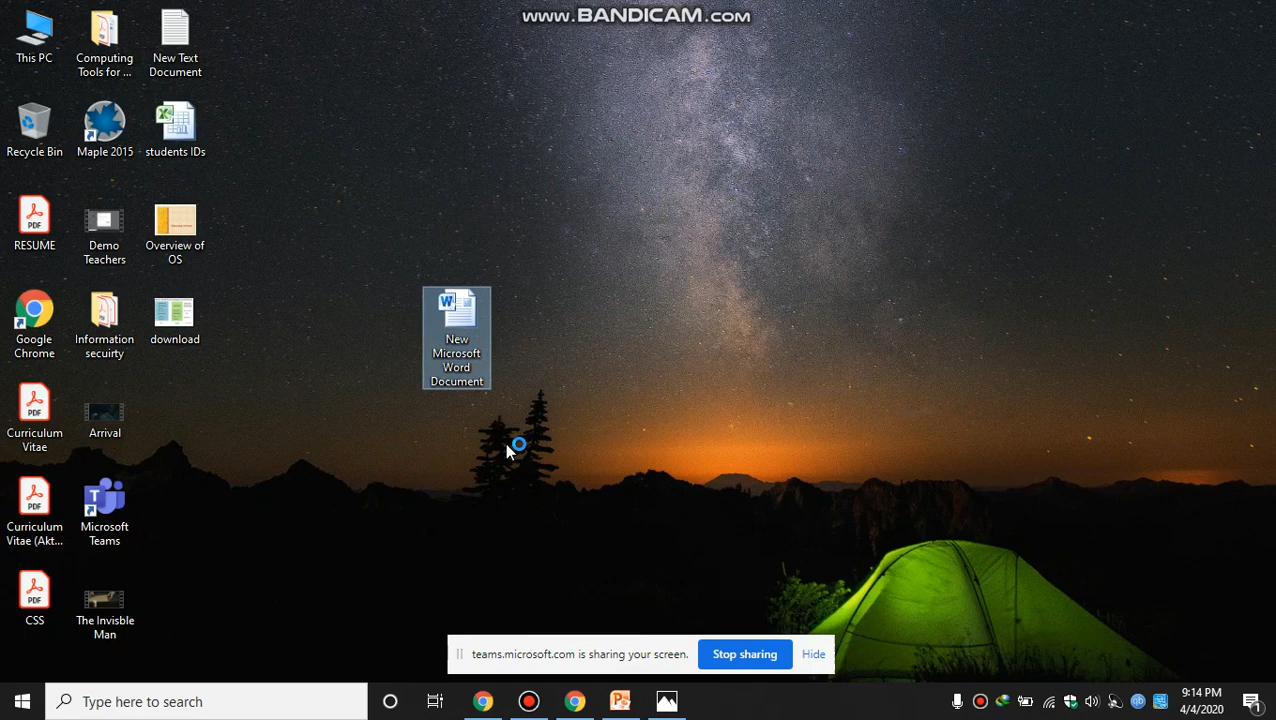 www.BANDICAM.com
This PC
Computing
Tools for ...
New Text
Document
Recycle Bin
Maple 2015
students IDs
RESUME
Demo
Teachers
Overview of
OS
Google
Chrome
Information
secuirty
download
Curriculum
Vitae
Arrival
Curriculum
Vitae (Akt...
Microsoft
Teams
CSS
The Invisble
Man
New
Microsoft
Word
Document
teams.microsoft.com is sharing your screen.
Stop sharing
Hide
Type here to search
5:14 PM
4/4/2020